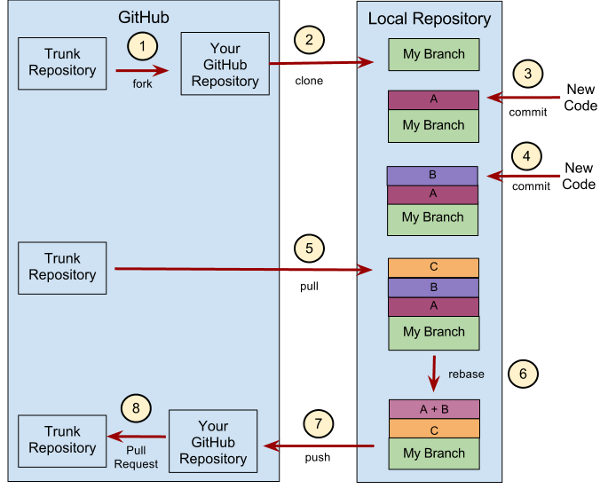 GitHub
Local Repository
Trunk
Repository
1
fork
Your
GitHub
Repository
2
clone
My Branch
3
commit
New
Code
A
My Branch
4
commit
New
Code
B
A
My Branch
Trunk
Repository
5
pull
C
B
A
My Branch
rebase
6
Trunk
Repository
8
Pull
Request
Your
GitHub
Repository
7
push
A + B
C
My Branch